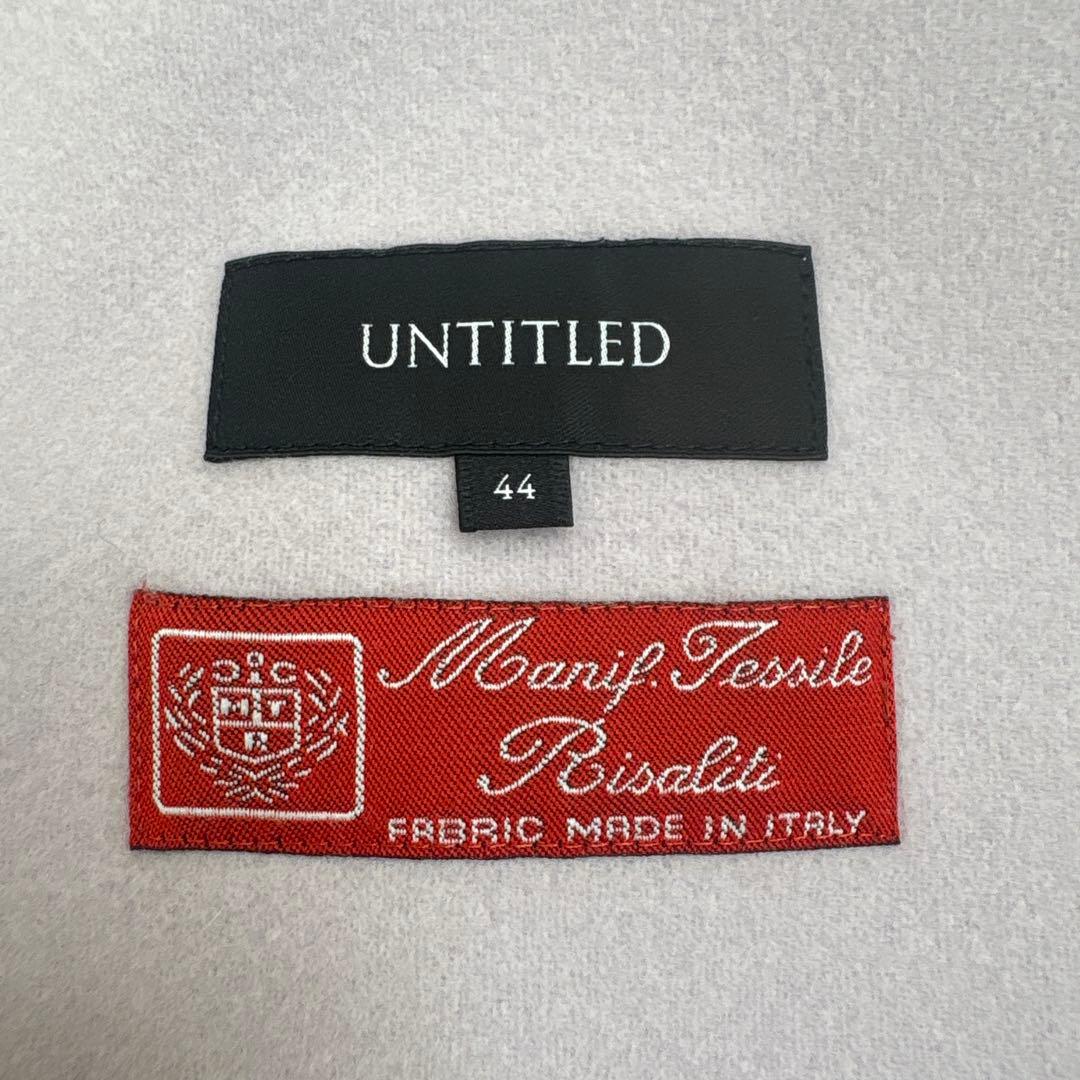 UNTITLED
44
Manif. Tessile
Risaliti
FABRIC MADE IN ITALY
M T
R